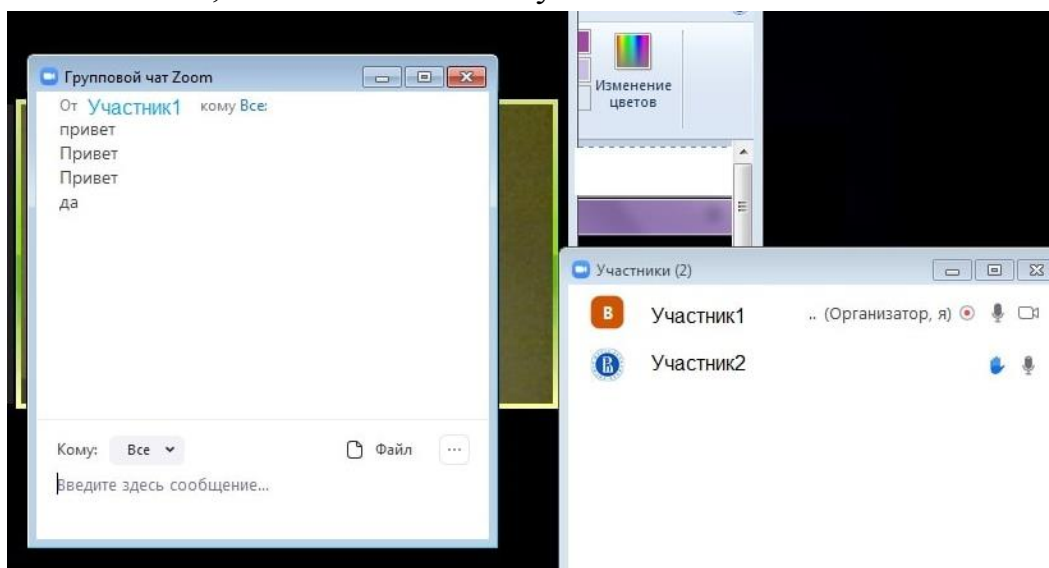 Изменение
цветов
Групповой чат Zoom
От Участник1 кому Все:
привет
Привет
Привет
да
Кому: Все
Файл
...
Введите здесь сообщение...
Участники (2)
В Участник1 .. (Организатор, я)
Участник2